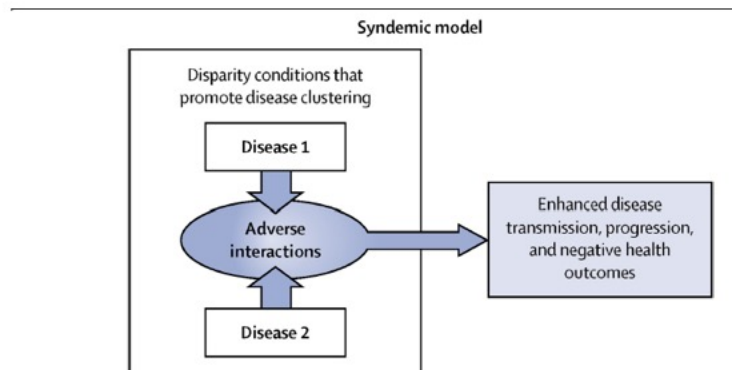 Syndemic model
Disparity conditions that
promote disease clustering
Disease 1
Adverse
interactions
Disease 2
Enhanced disease
transmission, progression,
and negative health
outcomes